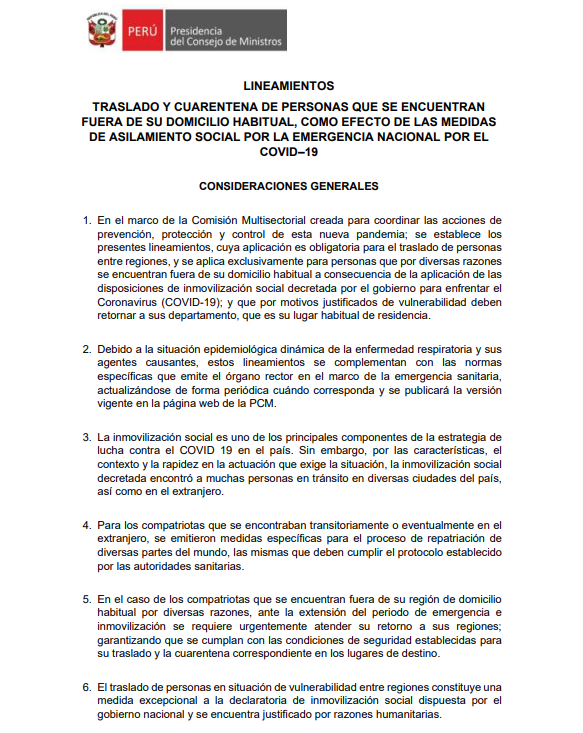 PERÚ
Presidencia
del Consejo de Ministros
LINEAMIENTOS
TRASLADO Y CUARENTENA DE PERSONAS QUE SE ENCUENTRAN
FUERA DE SU DOMICILIO HABITUAL, COMO EFECTO DE LAS MEDIDAS
DE ASILAMIENTO SOCIAL POR LA EMERGENCIA NACIONAL POR EL
COVID–19
CONSIDERACIONES GENERALES
1. En el marco de la Comisión Multisectorial creada para coordinar las acciones de
prevención, protección y control de esta nueva pandemia; se establece los
presentes lineamientos, cuya aplicación es obligatoria para el traslado de personas
entre regiones, y se aplica exclusivamente para personas que por diversas razones
se encuentran fuera de su domicilio habitual a consecuencia de la aplicación de las
disposiciones de inmovilización social decretada por el gobierno para enfrentar el
Coronavirus (COVID-19); y que por motivos justificados de vulnerabilidad deben
retornar a sus departamento, que es su lugar habitual de residencia.
2. Debido a la situación epidemiológica dinámica de la enfermedad respiratoria y sus
agentes causantes, estos lineamientos se complementan con las normas
específicas que emite el órgano rector en el marco de la emergencia sanitaria,
actualizándose de forma periódica cuándo corresponda y se publicará la versión
vigente en la página web de la PCM.
3. La inmovilización social es uno de los principales componentes de la estrategia de
lucha contra el COVID 19 en el país. Sin embargo, por las características, el
contexto y la rapidez en la actuación que exige la situación, la inmovilización social
decretada encontró a muchas personas en tránsito en diversas ciudades del país,
así como en el extranjero.
4. Para los compatriotas que se encontraban transitoriamente o eventualmente en el
extranjero, se emitieron medidas específicas para el proceso de repatriación de
diversas partes del mundo, las mismas que deben cumplir el protocolo establecido
por las autoridades sanitarias.
5. En el caso de los compatriotas que se encuentran fuera de su región de domicilio
habitual por diversas razones, ante la extensión del periodo de emergencia e
inmovilización se requiere urgentemente atender su retorno a sus regiones;
garantizando que se cumplan con las condiciones de seguridad establecidas para
su traslado y la cuarentena correspondiente en los lugares de destino.
6. El traslado de personas en situación de vulnerabilidad entre regiones constituye una
medida excepcional a la declaratoria de inmovilización social dispuesta por el
gobierno nacional y se encuentra justificado por razones humanitarias.